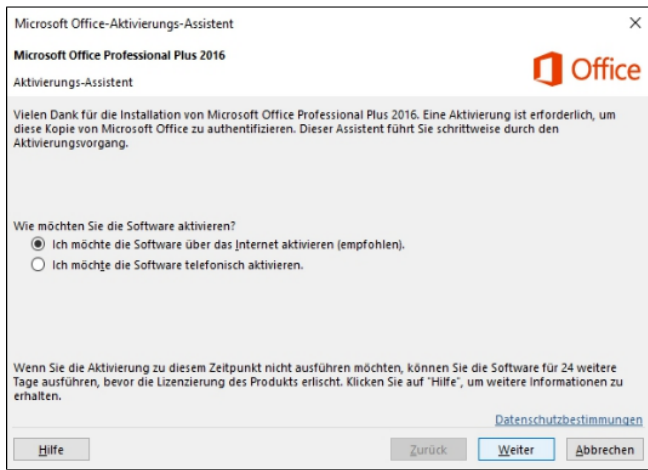 Microsoft Office-Aktivierungs-Assistent
Microsoft Office Professional Plus 2016
Office
Aktivierungs-Assistent
Vielen Dank für die Installation von Microsoft Office Professional Plus 2016. Eine Aktivierung ist erforderlich, um
diese Kopie von Microsoft Office zu authentifizieren. Dieser Assistent führt Sie schrittweise durch den
Aktivierungsvorgang.
Wie möchten Sie die Software aktivieren?
Ich möchte die Software über das Internet aktivieren (empfohlen).
Ich möchte die Software telefonisch aktivieren.
Wenn Sie die Aktivierung zu diesem Zeitpunkt nicht ausführen möchten, können Sie die Software für 24 weitere
Tage ausführen, bevor die Lizenzierung des Produkts erlischt. Klicken Sie auf "Hilfe", um weitere Informationen zu
erhalten.
Datenschutzbestimmungen
Hilfe Zurück Weiter Abbrechen